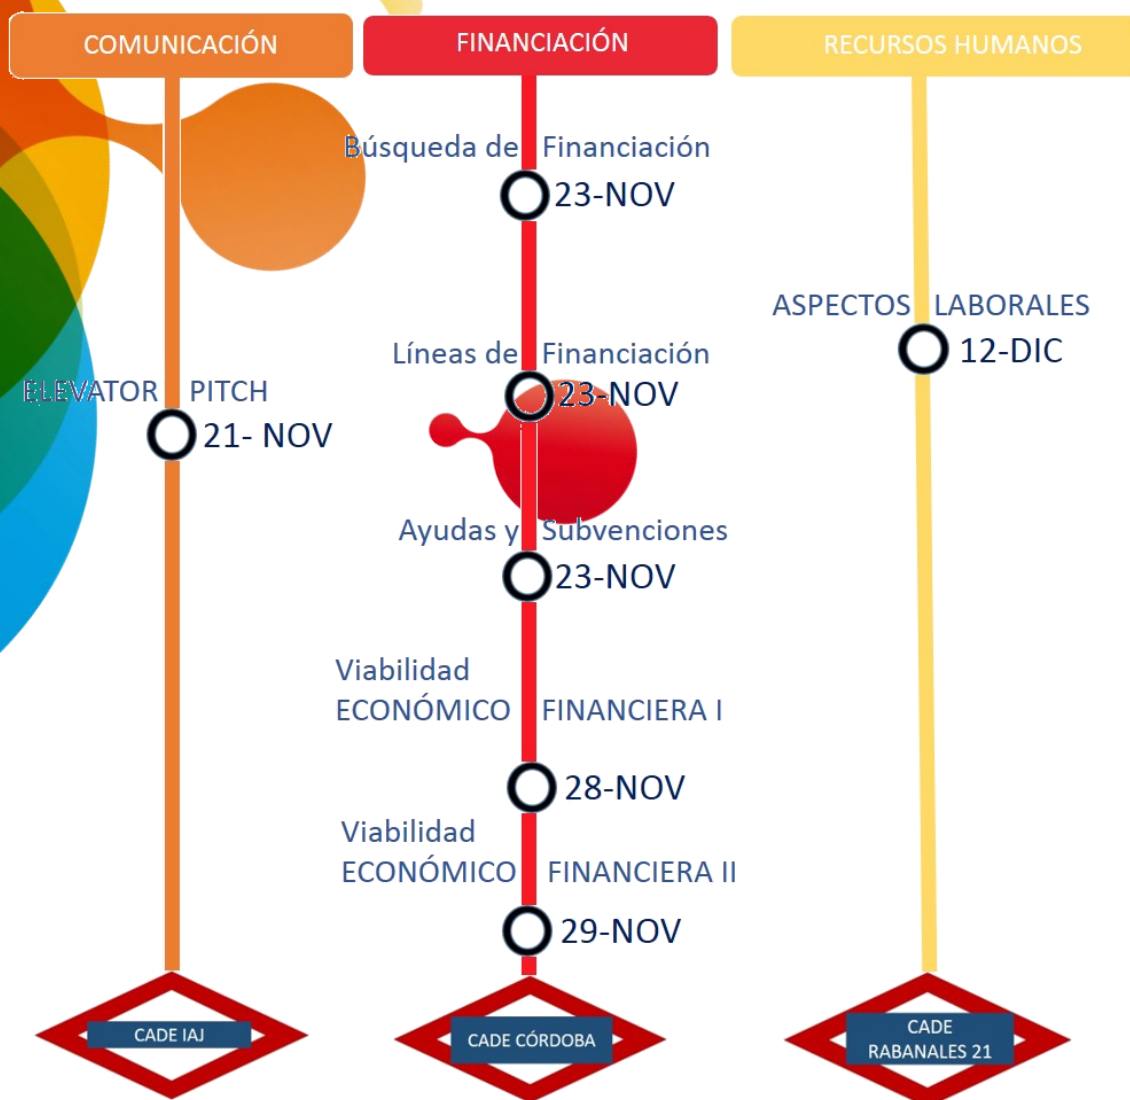 COMUNICACIÓN
ELEVATOR PITCH
21- NOV
CADE IAJ
FINANCIACIÓN
Búsqueda de Financiación
23-NOV
Líneas de Financiación
23-NOV
Ayudas y Subvenciones
23-NOV
Viabilidad
ECONÓMICO FINANCIERA I
28-NOV
Viabilidad
ECONÓMICO FINANCIERA II
29-NOV
CADE CÓRDOBA
RECURSOS HUMANOS
ASPECTOS LABORALES
12-DIC
CADE
RABANALES 21